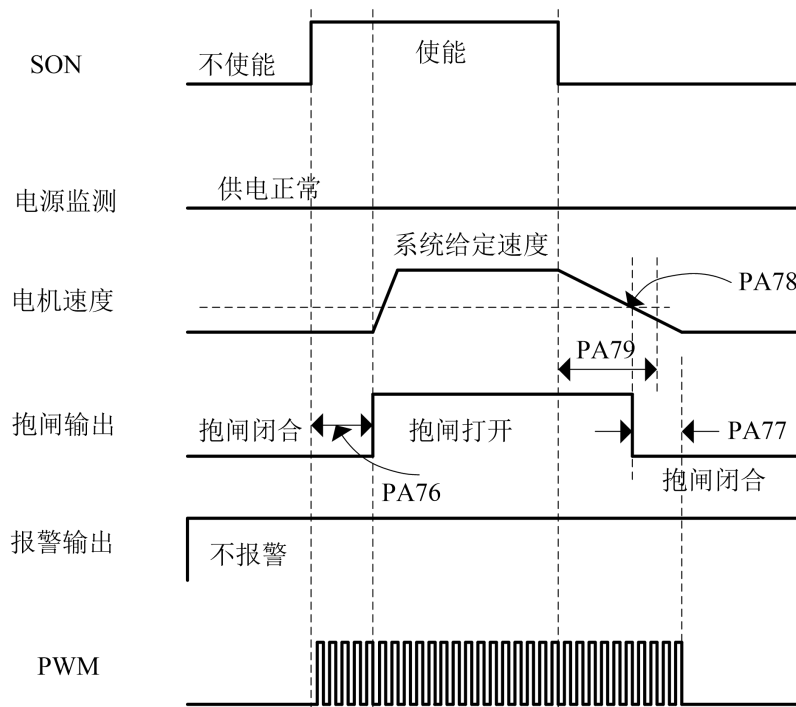 SON
不使能
使能
电源监测
供电正常
系统给定速度
电机速度
PA78
PA79
抱闸输出
抱闸闭合
抱闸打开
PA77
PA76
抱闸闭合
报警输出
不报警
PWM